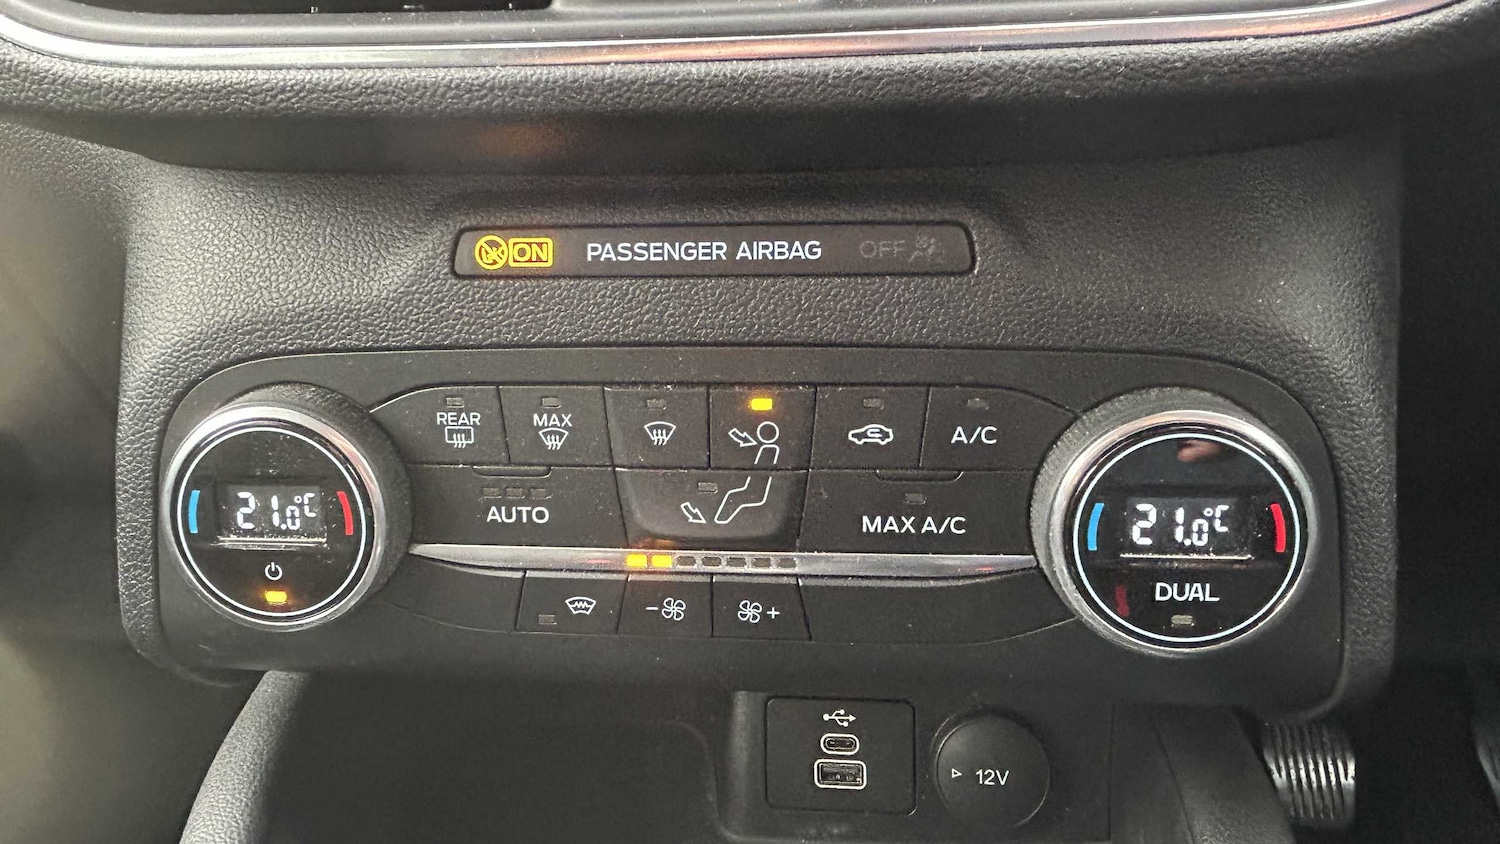 ON PASSENGER AIRBAG OFF
REAR
MAX
A/C
21.0°C
AUTO
MAX A/C
21.0°C
DUAL
- +
12V